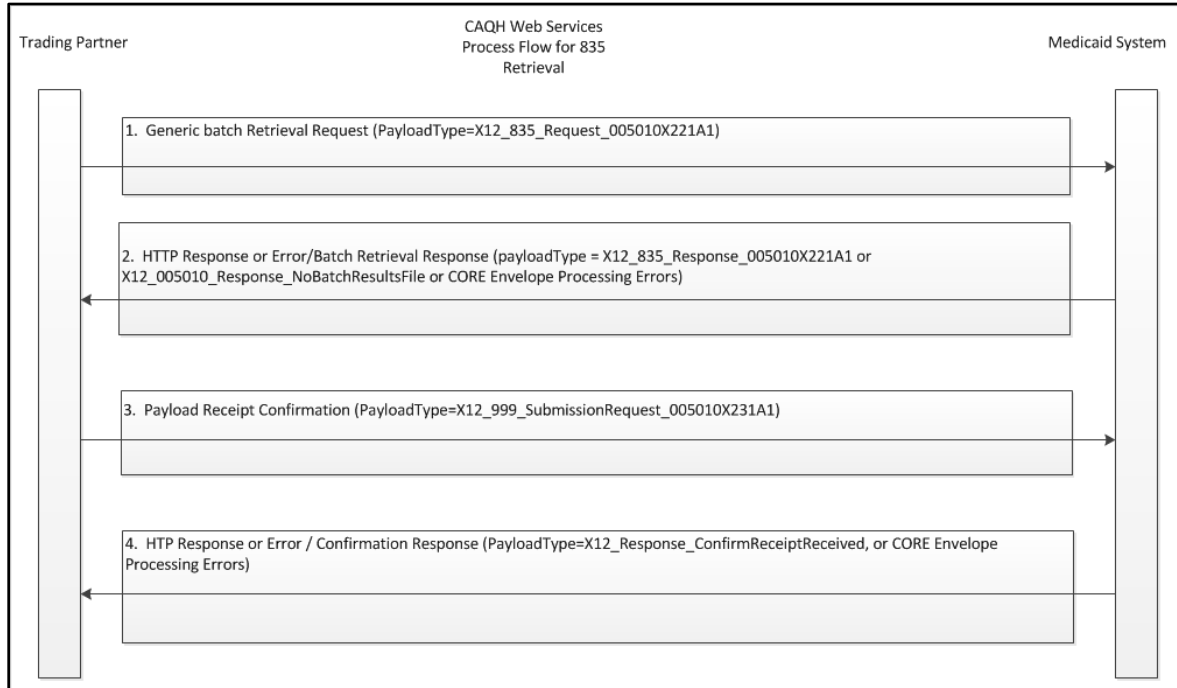 CAQH Web Services
Process Flow for 835
Retrieval
Trading Partner
Medicaid System
1. Generic batch Retrieval Request (PayloadType=X12_835_Request_005010X221A1)
2. HTTP Response or Error/Batch Retrieval Response (payloadType = X12_835_Response_005010X221A1 or
X12_005010_Response_NoBatchResultsFile or CORE Envelope Processing Errors)
3. Payload Receipt Confirmation (PayloadType=X12_999_SubmissionRequest_005010X231A1)
4. HTP Response or Error / Confirmation Response (PayloadType=X12_Response_ConfirmReceiptReceived, or CORE Envelope
Processing Errors)